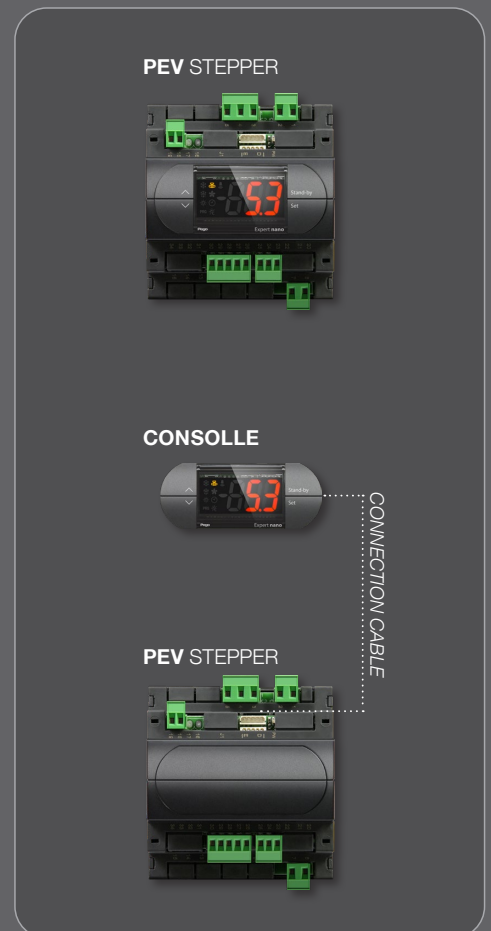 PEV STEPPER
5.3
Stand-by
Set
Pego
Expert nano
CONSOLLE
5.3
Stand-by
Set
Pego
Expert nano
CONNECTION CABLE
PEV STEPPER